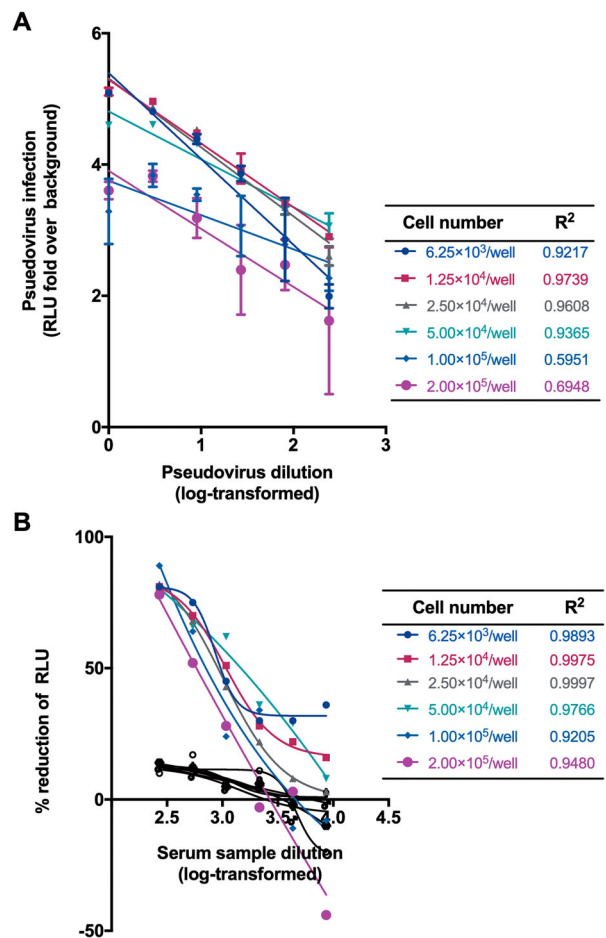 A
6
4
2
0
0
1
2
3
Psuedovirus infection
(RLU fold over background)
Pseudovirus dilution
(log-transformed)
Cell number R²
6.25×10³/well 0.9217
1.25×10⁴/well 0.9739
2.50×10⁴/well 0.9608
5.00×10⁴/well 0.9365
1.00×10⁵/well 0.5951
2.00×10⁵/well 0.6948
B
100
50
0
-50
2.5
3.0
3.5
4.0
4.5
% reduction of RLU
Serum sample dilution
(log-transformed)
Cell number R²
6.25×10³/well 0.9893
1.25×10⁴/well 0.9975
2.50×10⁴/well 0.9997
5.00×10⁴/well 0.9766
1.00×10⁵/well 0.9205
2.00×10⁵/well 0.9480